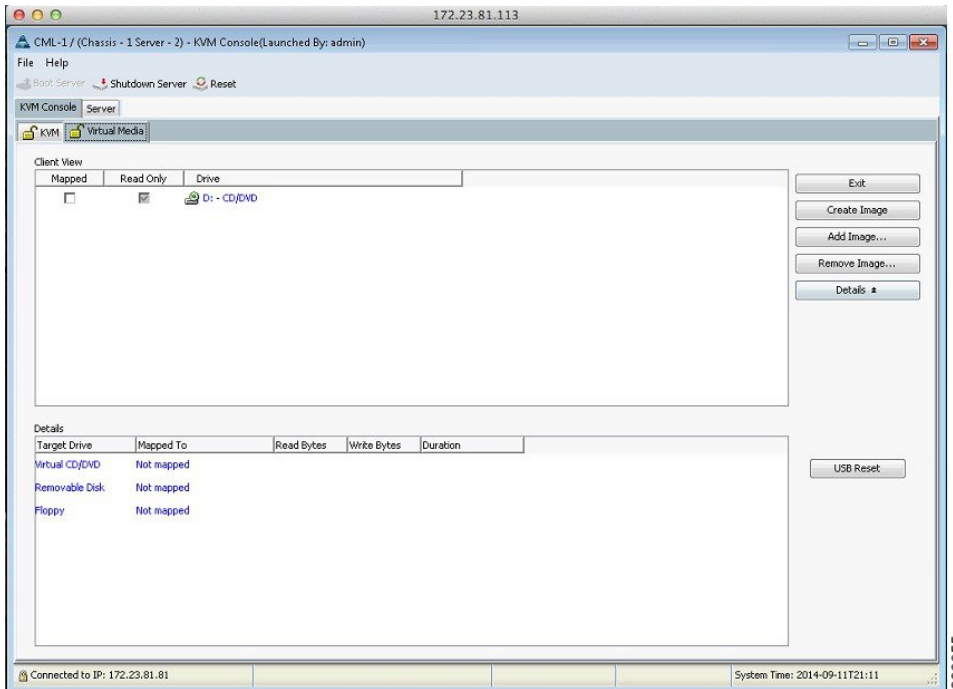 172.23.81.113
CML-1 / (Chassis - 1 Server - 2) - KVM Console(Launched By: admin)
File Help
Boot Server Shutdown Server Reset
KVM Console Server
KVM Virtual Media
Client View
Mapped Read Only Drive
D: - CD/DVD
Exit
Create Image
Add Image...
Remove Image...
Details
Details
Target Drive Mapped To Read Bytes Write Bytes Duration
Virtual CD/DVD Not mapped
Removable Disk Not mapped
Floppy Not mapped
USB Reset
Connected to IP: 172.23.81.81 System Time: 2014-09-11T21:11